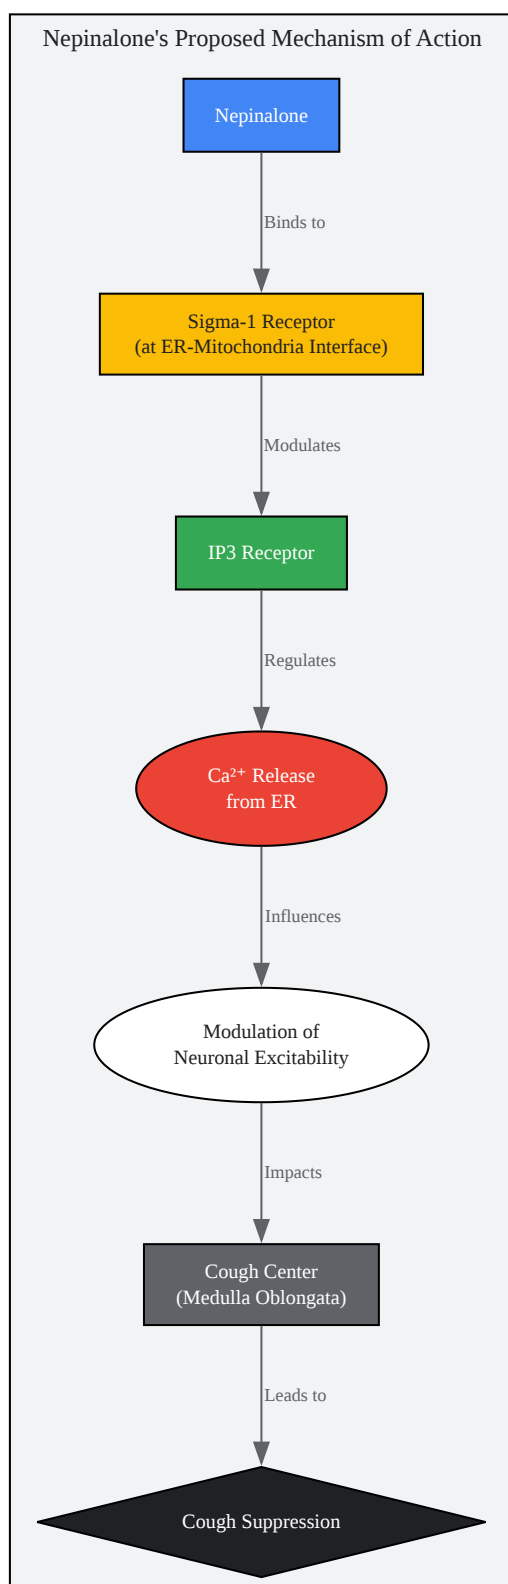 Nepinalone's Proposed Mechanism of Action
Nepinalone
Binds to
Sigma-1 Receptor
(at ER-Mitochondria Interface)
Modulates
IP3 Receptor
Regulates
Ca²⁺ Release
from ER
Influences
Modulation of
Neuronal Excitability
Impacts
Cough Center
(Medulla Oblongata)
Leads to
Cough Suppression